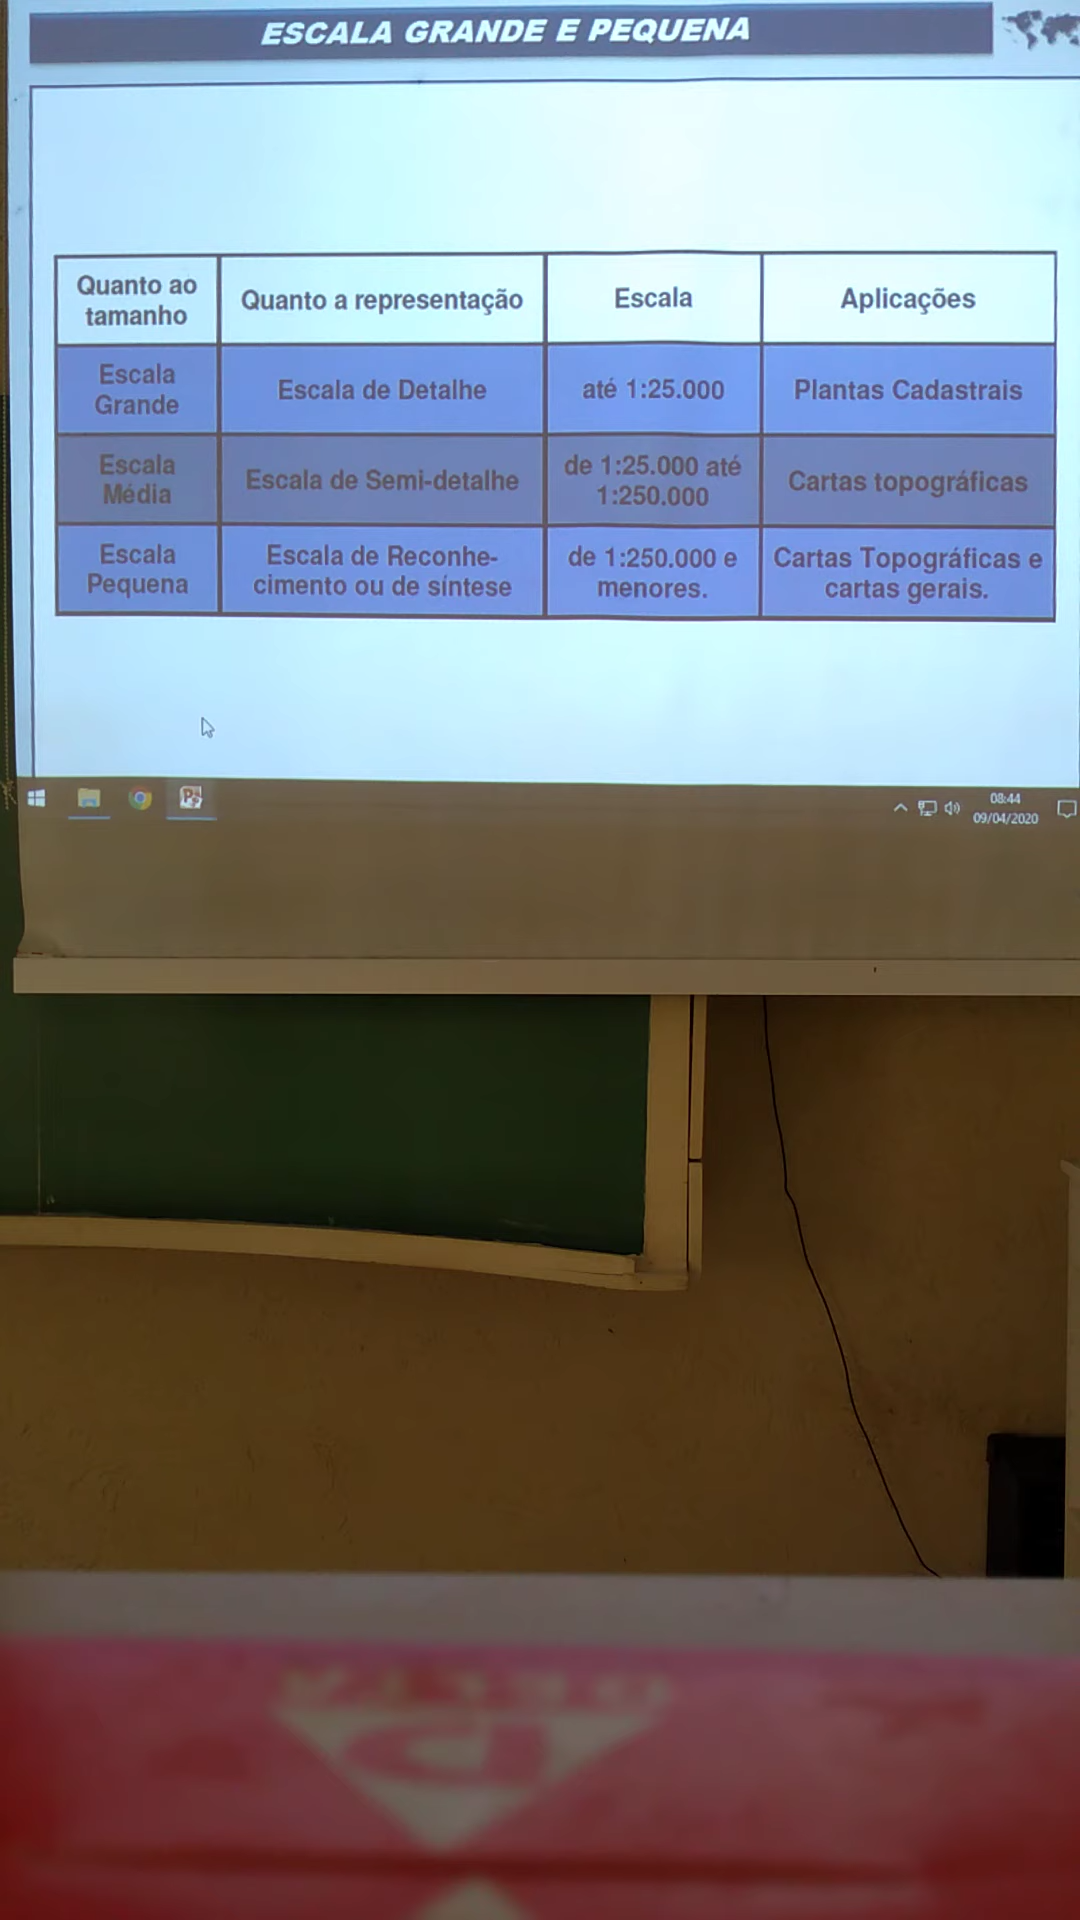 ESCALA GRANDE E PEQUENA
Quanto ao
tamanho
Quanto a representação
Escala
Aplicações
Escala
Grande
Escala de Detalhe
até 1:25.000
Plantas Cadastrais
Escala
Média
Escala de Semi-detalhe
de 1:25.000 até
1:250.000
Cartas topográficas
Escala
Pequena
Escala de Reconhe-
cimento ou de síntese
de 1:250.000 e
menores.
Cartas Topográficas e
cartas gerais.
08:44
09/04/2020